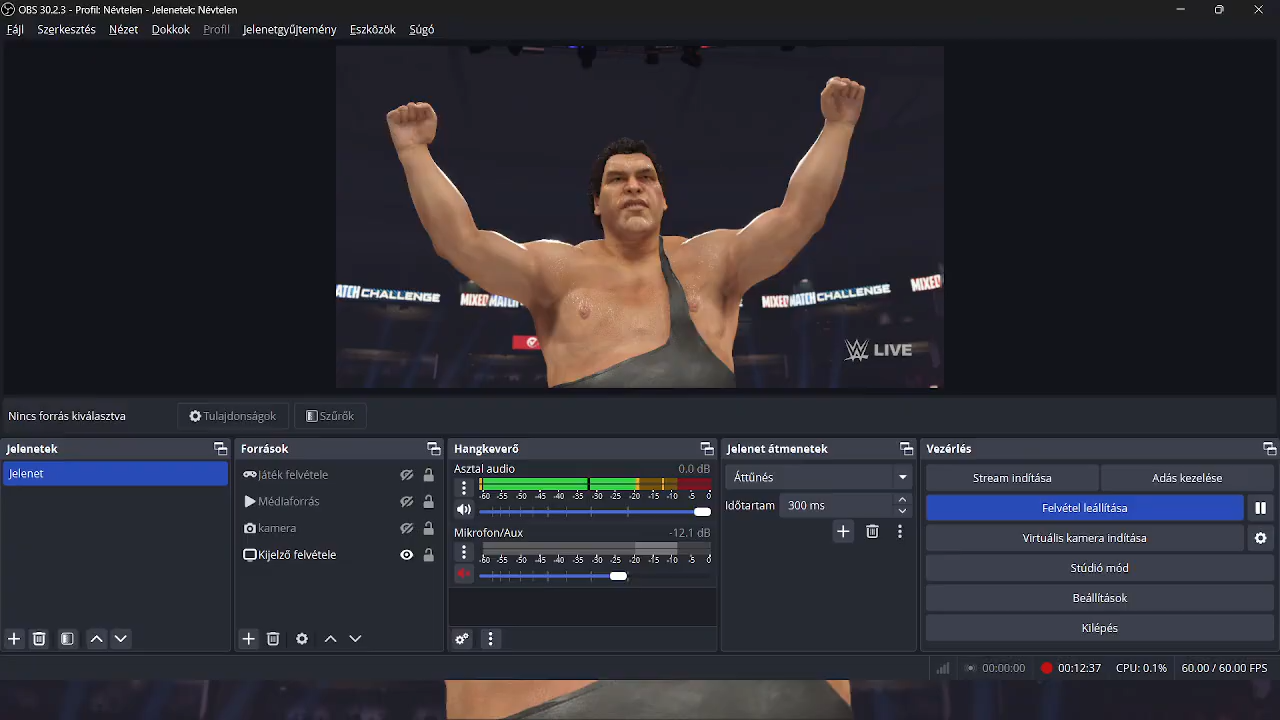 OBS 30.2.3 - Profil: Névtelen - Jelenetek: Névtelen
Fájl Szerkesztés Nézet Dokkok Profil Jelenetgyűjtemény Eszközök Súgó
ATCH CHALLENGE MIXED MATCH MIXED MATCH CHALLENGE MIXED
W LIVE
Nincs forrás kiválasztva Tulajdonságok Szűrők
Jelenetek
Jelenet
Források
Játék felvétele
Médiaforrás
kamera
Kijelző felvétele
Hangkeverő
Asztal audio 0.0 dB
-60 -55 -50 -45 -40 -35 -30 -25 -20 -15 -10 -5 0
Mikrofon/Aux -12.1 dB
-60 -55 -50 -45 -40 -35 -30 -25 -20 -15 -10 -5 0
Jelenet átmenetek
Áttűnés
Időtartam 300 ms
Vezérlés
Stream indítása Adás kezelése
Felvétel leállítása
Virtuális kamera indítása
Stúdió mód
Beállítások
Kilépés
00:00:00 00:12:37 CPU: 0.1% 60.00 / 60.00 FPS